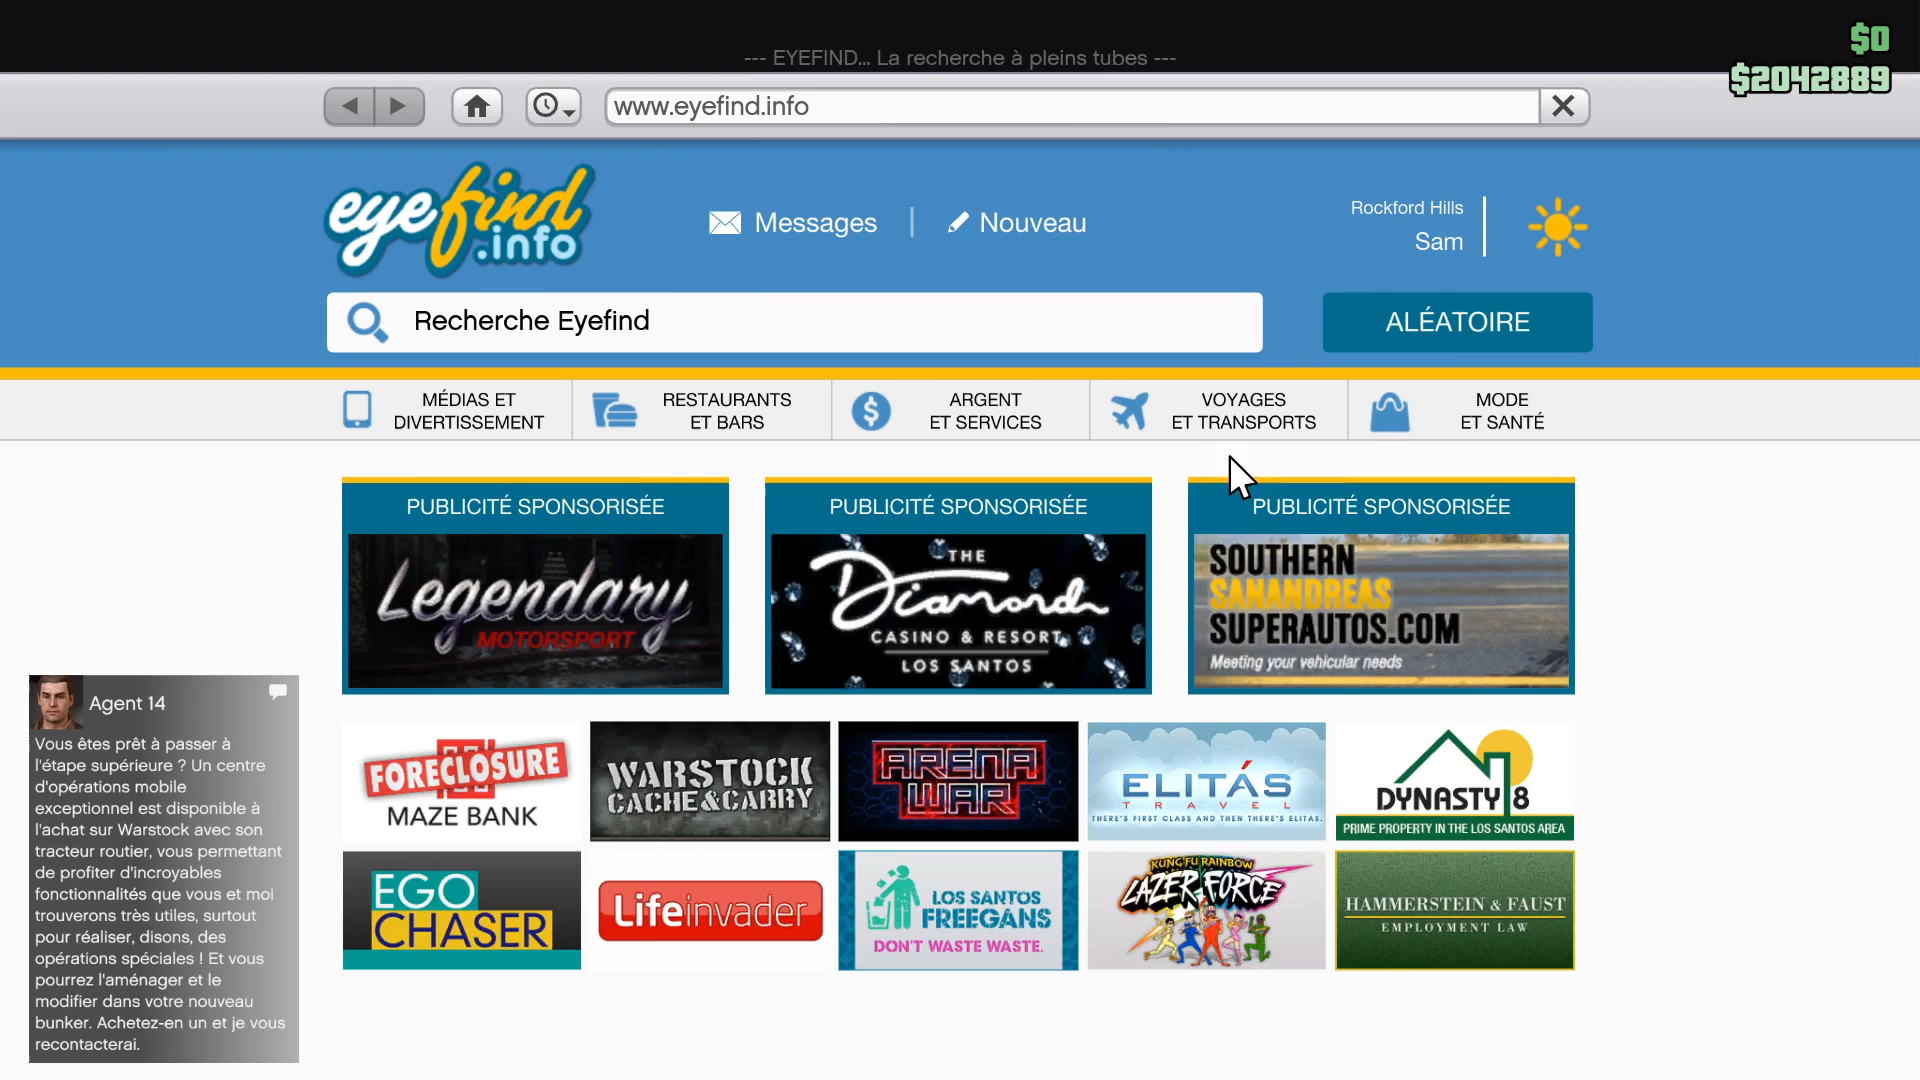 --- EYEFIND... La recherche à pleins tubes ---
$0
$2042889
www.eyefind.info
eyefind
.info
Messages
Nouveau
Rockford Hills
Sam
Recherche Eyefind
ALÉATOIRE
MÉDIAS ET
DIVERTISSEMENT
RESTAURANTS
ET BARS
ARGENT
ET SERVICES
VOYAGES
ET TRANSPORTS
MODE
ET SANTÉ
PUBLICITÉ SPONSORISÉE
Legendary
MOTORSPORT
PUBLICITÉ SPONSORISÉE
THE
Diamond
CASINO & RESORT
LOS SANTOS
PUBLICITÉ SPONSORISÉE
SOUTHERN
SANANDREAS
SUPERAUTOS.COM
Meeting your vehicular needs
FORECLOSURE
MAZE BANK
WARSTOCK
CACHE&CARRY
ARENA
WAR
ELITÁS
TRAVEL
THERE'S FIRST CLASS AND THEN THERE'S ELITAS.
DYNASTY 8
PRIME PROPERTY IN THE LOS SANTOS AREA
EGO
CHASER
Lifeinvader
LOS SANTOS
FREEGANS
DON'T WASTE WASTE.
KUNG FU RAINBOW
LAZER FORCE
HAMMERSTEIN & FAUST
EMPLOYMENT LAW
Agent 14
Vous êtes prêt à passer à
l'étape supérieure ? Un centre
d'opérations mobile
exceptionnel est disponible à
l'achat sur Warstock avec son
tracteur routier, vous permettant
de profiter d'incroyables
fonctionnalités que vous et moi
trouverons très utiles, surtout
pour réaliser, disons, des
opérations spéciales ! Et vous
pourrez l'aménager et le
modifier dans votre nouveau
bunker. Achetez-en un et je vous
recontacterai.